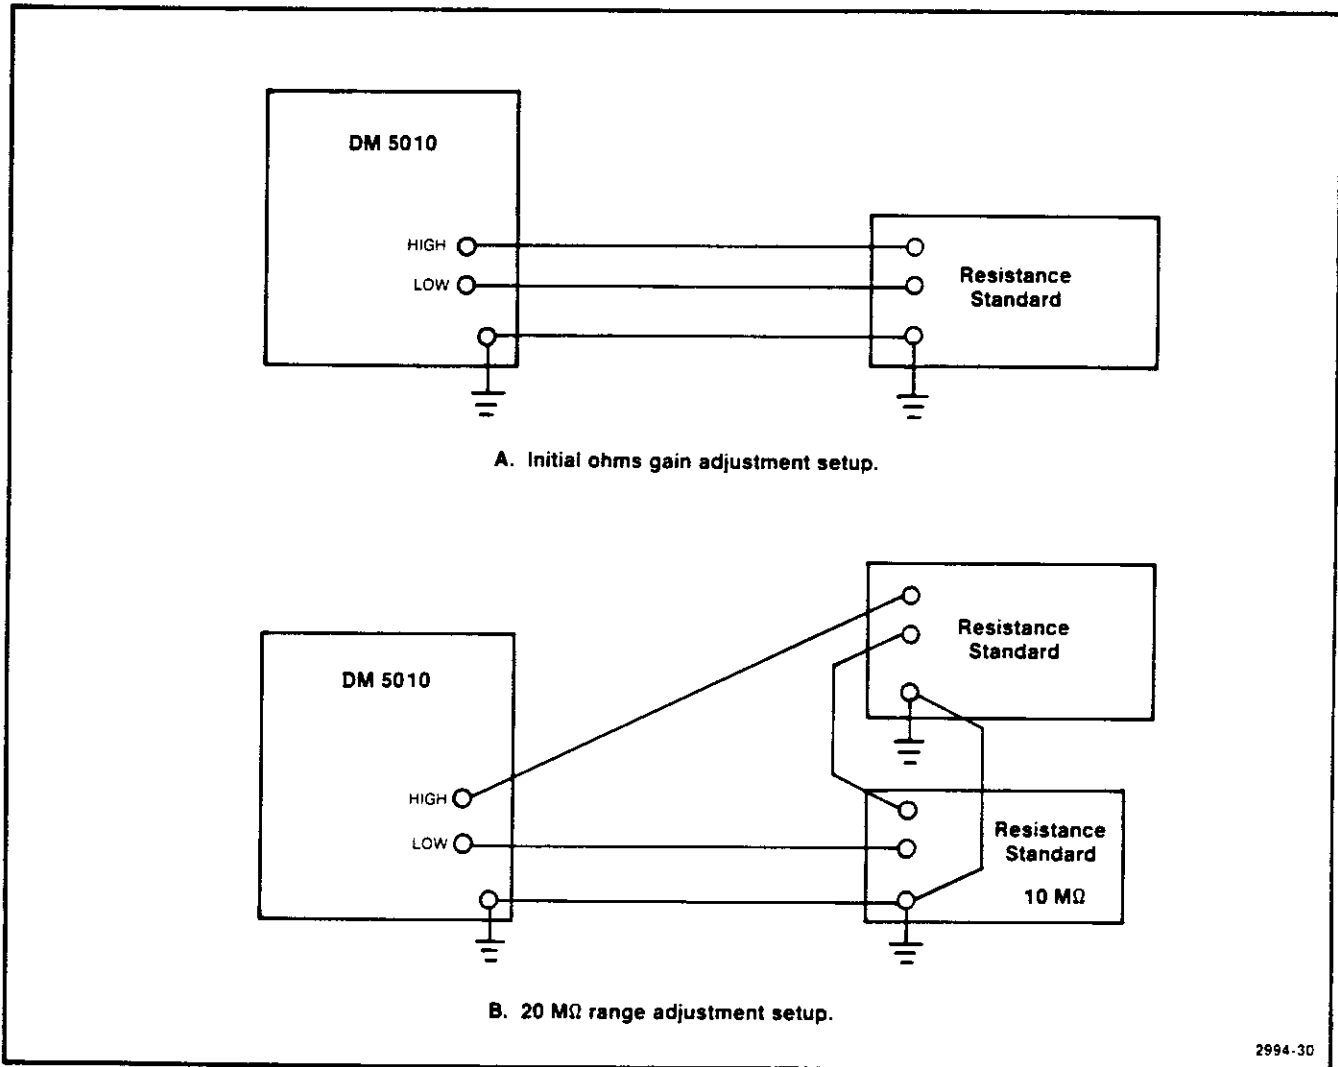 DM 5010
HIGH
LOW
Resistance
Standard
A. Initial ohms gain adjustment setup.
Resistance
Standard
DM 5010
HIGH
LOW
Resistance
Standard
10 MΩ
B. 20 MΩ range adjustment setup.
2994-30